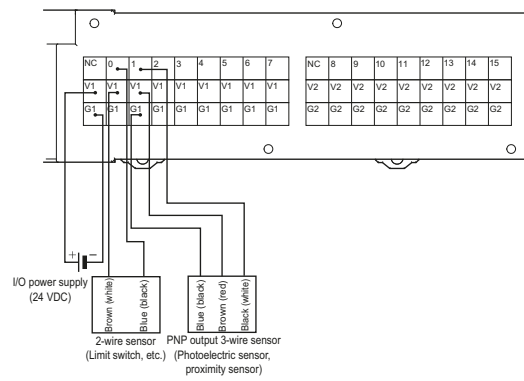 NC 0 1 2 3 4 5 6 7 NC 8 9 10 11 12 13 14 15
V1 V1 V1 V1 V1 V1 V1 V1 V1 V2 V2 V2 V2 V2 V2 V2 V2 V2
G1 G1 G1 G1 G1 G1 G1 G1 G1 G2 G2 G2 G2 G2 G2 G2 G2 G2
+ −
I/O power supply
(24 VDC)
Brown (white)
Blue (black)
Blue (black)
Brown (red)
Black (white)
2-wire sensor
(Limit switch, etc.)
PNP output 3-wire sensor
(Photoelectric sensor,
proximity sensor)